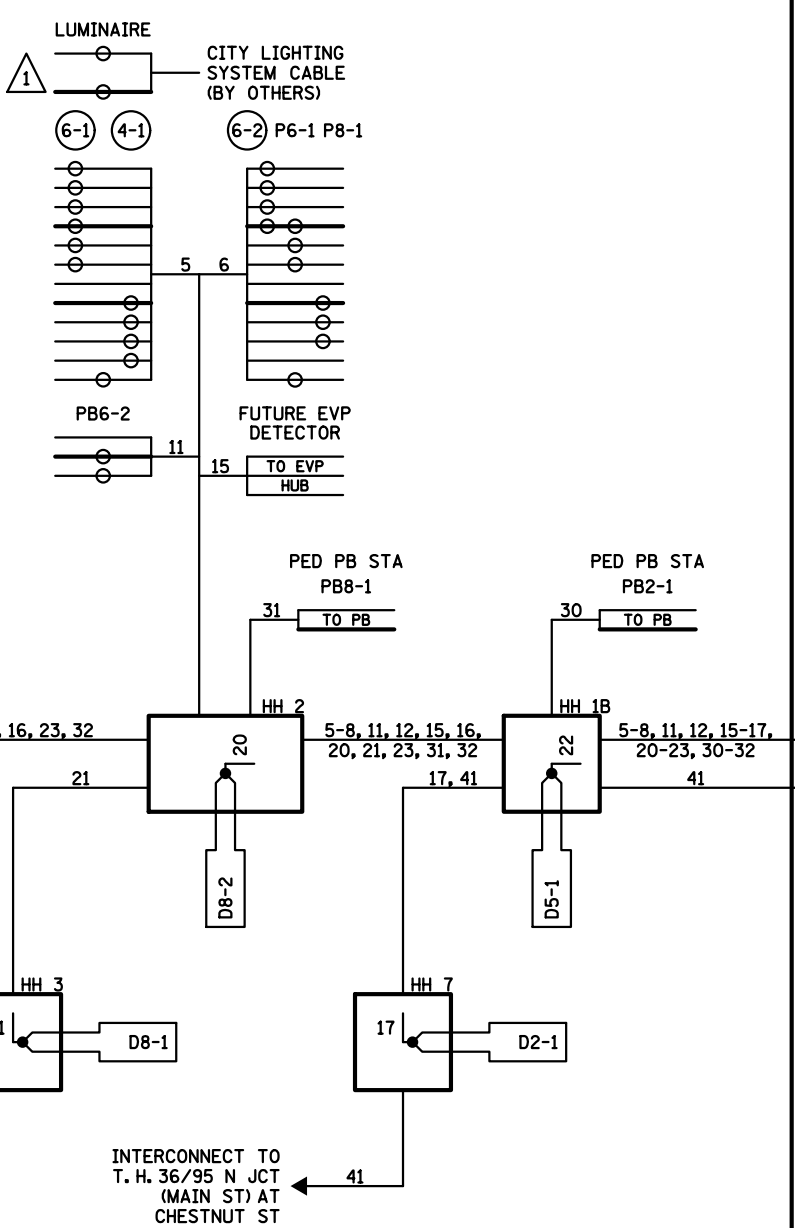 LUMINAIRE
1
CITY LIGHTING
SYSTEM CABLE
(BY OTHERS)
6-1 4-1
6-2 P6-1 P8-1
5 6
PB6-2
11
FUTURE EVP
DETECTOR
15
TO EVP
HUB
PED PB STA
PB8-1
31
TO PB
PED PB STA
PB2-1
30
TO PB
, 16, 23, 32
HH 2
20
5-8, 11, 12, 15, 16,
20, 21, 23, 31, 32
HH 1B
22
5-8, 11, 12, 15-17,
20-23, 30-32
21
17, 41
41
D8-2
D5-1
HH 3
1
D8-1
HH 7
17
D2-1
INTERCONNECT TO
T.H. 36/95 N JCT
(MAIN ST) AT
CHESTNUT ST
41